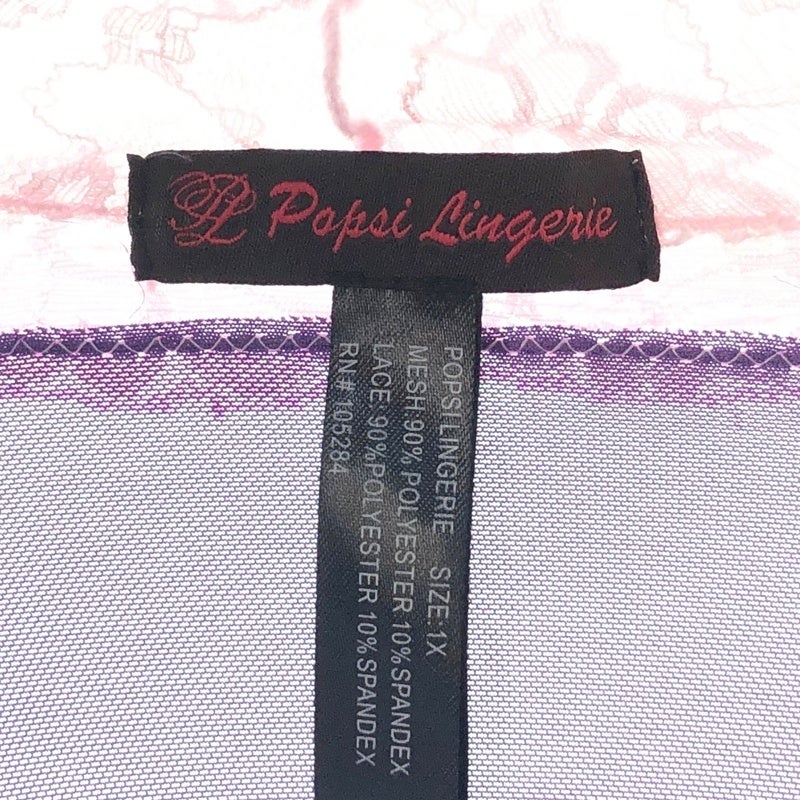 PL Popsi Lingerie
POPSILINGERIE SIZE:1X
MESH 90%POLYESTER 10%SPANDEX
LACE: 90%POLYESTER 10%SPANDEX
RN# 105284